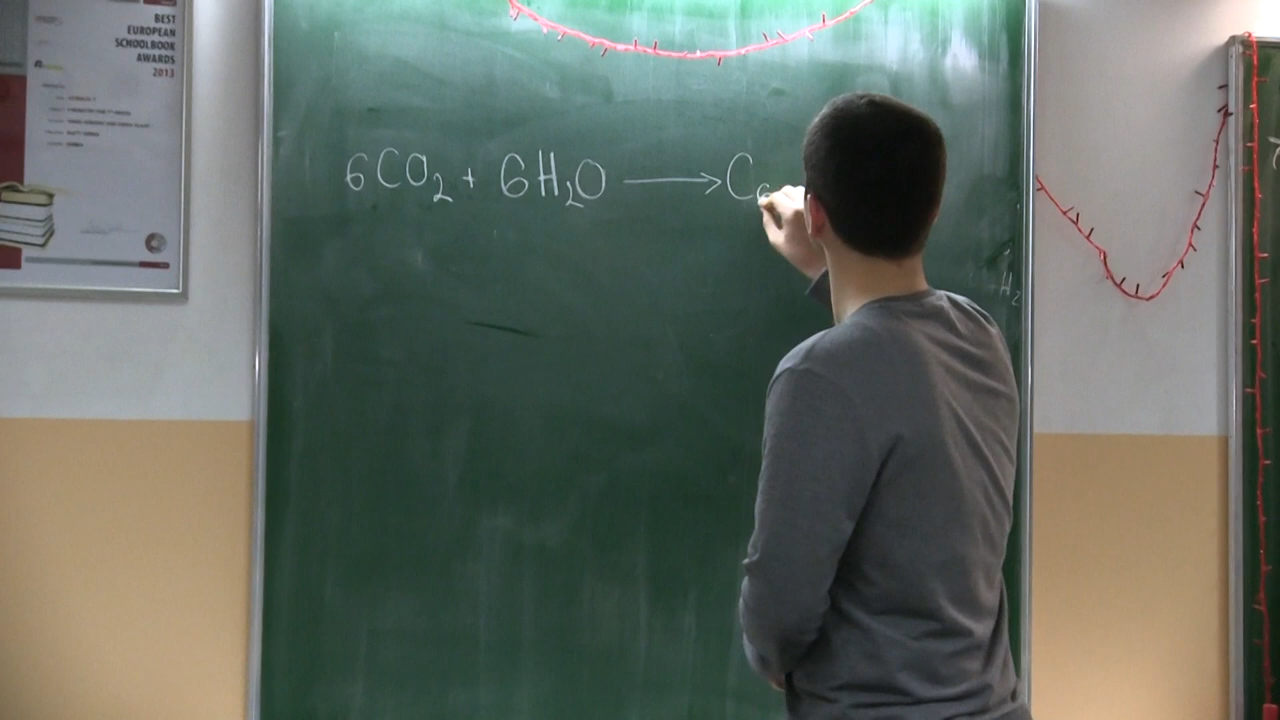 BEST
EUROPEAN
SCHOOLBOOK
AWARDS
2013
6CO₂ + 6H₂O ⟶ C₆
H₂